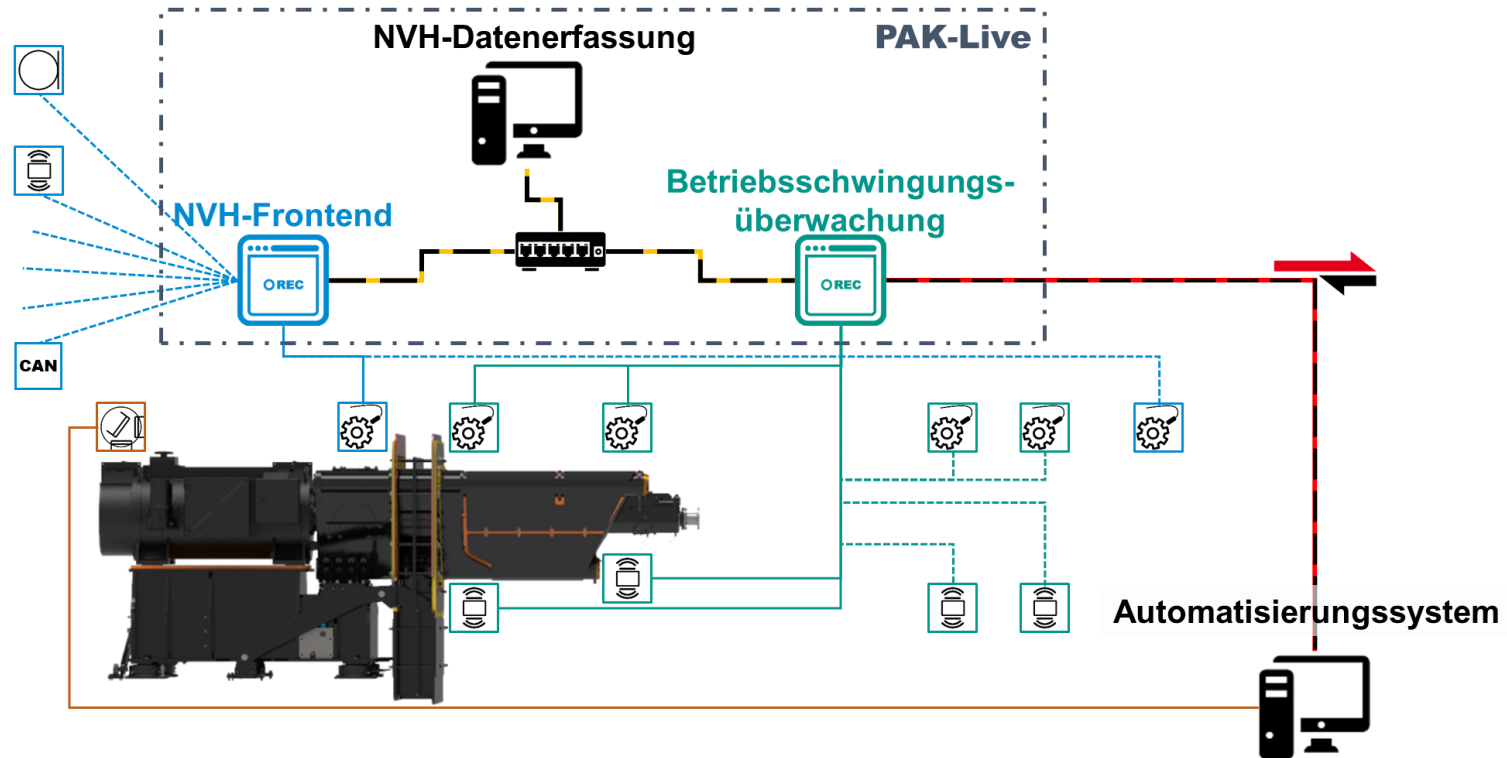 NVH-Datenerfassung
PAK-Live
Betriebsschwingungs-
überwachung
NVH-Frontend
REC
REC
CAN
Automatisierungssystem